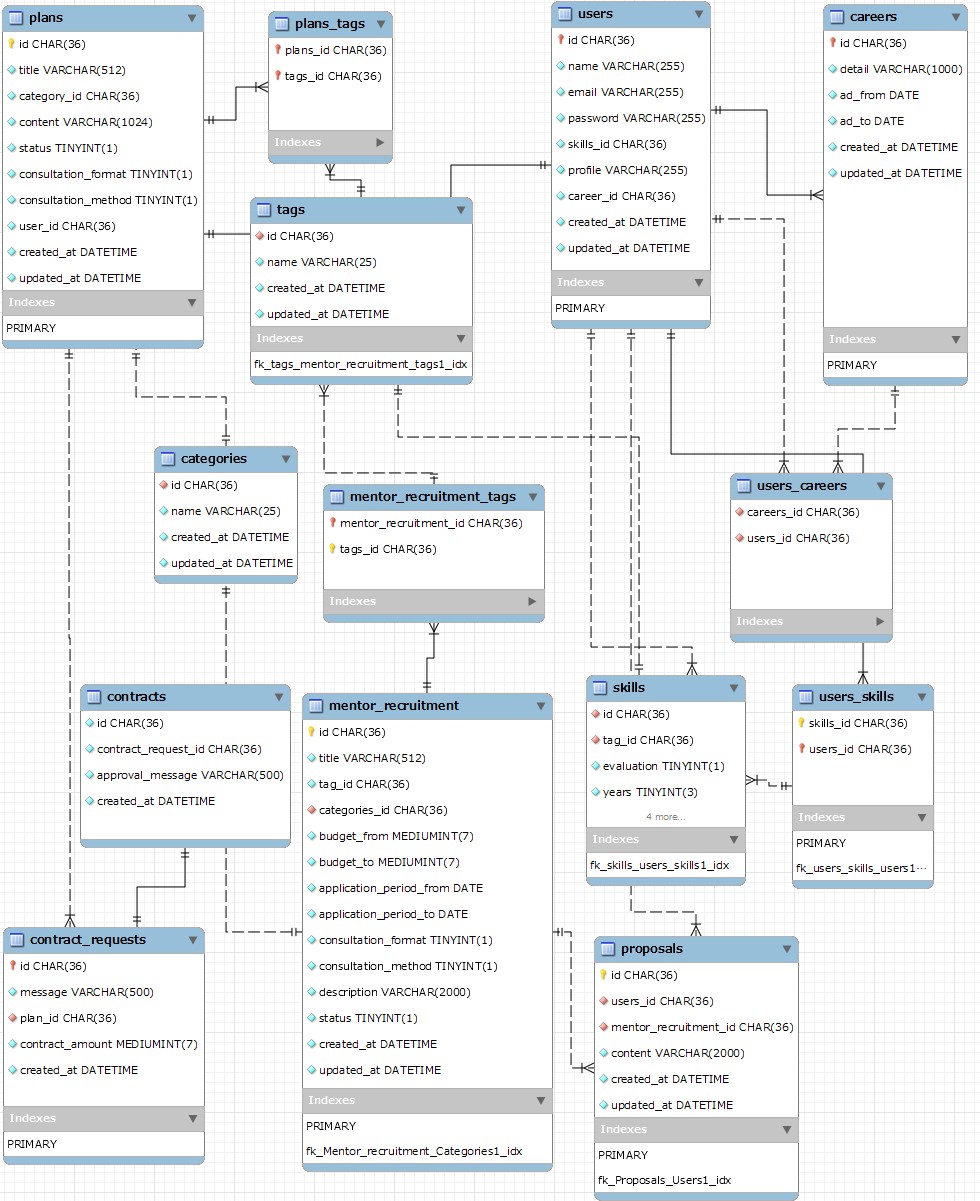 plans
id CHAR(36)
title VARCHAR(512)
category_id CHAR(36)
content VARCHAR(1024)
status TINYINT(1)
consultation_format TINYINT(1)
consultation_method TINYINT(1)
user_id CHAR(36)
created_at DATETIME
updated_at DATETIME
Indexes
PRIMARY
plans_tags
plans_id CHAR(36)
tags_id CHAR(36)
Indexes
users
id CHAR(36)
name VARCHAR(255)
email VARCHAR(255)
password VARCHAR(255)
skills_id CHAR(36)
profile VARCHAR(255)
career_id CHAR(36)
created_at DATETIME
updated_at DATETIME
Indexes
PRIMARY
careers
id CHAR(36)
detail VARCHAR(1000)
ad_from DATE
ad_to DATE
created_at DATETIME
updated_at DATETIME
Indexes
PRIMARY
tags
id CHAR(36)
name VARCHAR(25)
created_at DATETIME
updated_at DATETIME
Indexes
fk_tags_mentor_recruitment_tags1_idx
categories
id CHAR(36)
name VARCHAR(25)
created_at DATETIME
updated_at DATETIME
mentor_recruitment_tags
mentor_recruitment_id CHAR(36)
tags_id CHAR(36)
Indexes
users_careers
careers_id CHAR(36)
users_id CHAR(36)
Indexes
contracts
id CHAR(36)
contract_request_id CHAR(36)
approval_message VARCHAR(500)
created_at DATETIME
mentor_recruitment
id CHAR(36)
title VARCHAR(512)
tag_id CHAR(36)
categories_id CHAR(36)
budget_from MEDIUMINT(7)
budget_to MEDIUMINT(7)
application_period_from DATE
application_period_to DATE
consultation_format TINYINT(1)
consultation_method TINYINT(1)
description VARCHAR(2000)
status TINYINT(1)
created_at DATETIME
updated_at DATETIME
Indexes
PRIMARY
fk_Mentor_recruitment_Categories1_idx
skills
id CHAR(36)
tag_id CHAR(36)
evaluation TINYINT(1)
years TINYINT(3)
4 more...
Indexes
fk_skills_users_skills1_idx
users_skills
skills_id CHAR(36)
users_id CHAR(36)
Indexes
PRIMARY
fk_users_skills_users1...
contract_requests
id CHAR(36)
message VARCHAR(500)
plan_id CHAR(36)
contract_amount MEDIUMINT(7)
created_at DATETIME
Indexes
PRIMARY
proposals
id CHAR(36)
users_id CHAR(36)
mentor_recruitment_id CHAR(36)
content VARCHAR(2000)
created_at DATETIME
updated_at DATETIME
Indexes
PRIMARY
fk_Proposals_Users1_idx